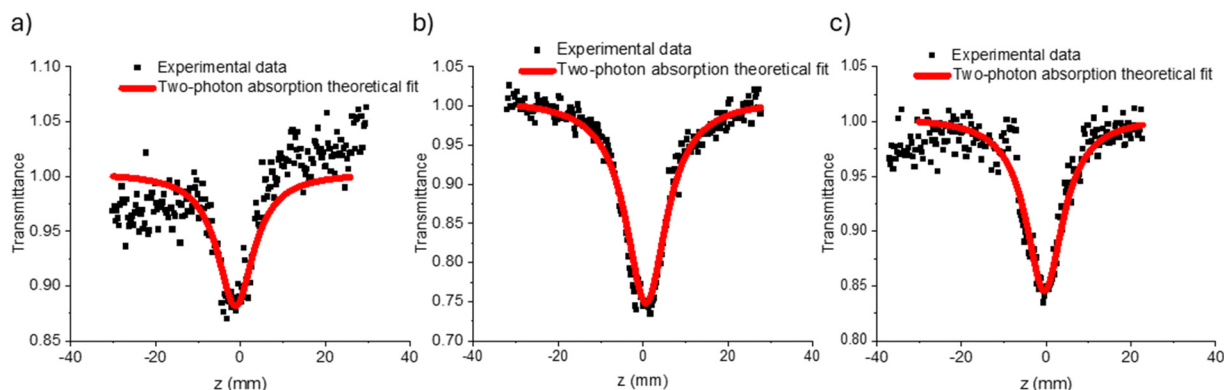 a)
Experimental data
Two-photon absorption theoretical fit
1.10
1.05
1.00
0.95
0.90
0.85
Transmittance
-40 -20 0 20 40
z (mm)
b)
Experimental data
Two-photon absorption theoretical fit
1.05
1.00
0.95
0.90
0.85
0.80
0.75
0.70
Transmittance
-40 -20 0 20 40
z (mm)
c)
Experimental data
Two-photon absorption theoretical fit
1.05
1.00
0.95
0.90
0.85
0.80
Transmittance
-40 -20 0 20 40
z (mm)